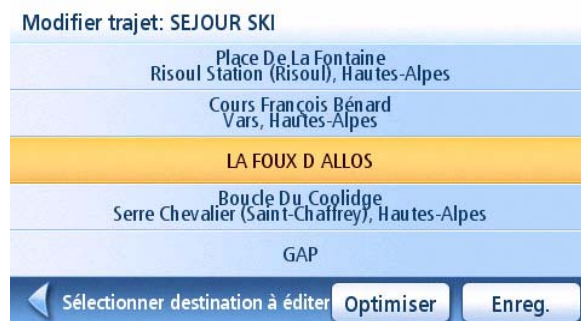 Modifier trajet: SEJOUR SKI
Place De La Fontaine
Risoul Station (Risoul), Hautes-Alpes
Cours François Bénard
Vars, Hautes-Alpes
LA FOUX D ALLOS
Boucle Du Coolidge
Serre Chevalier (Saint-Chaffrey), Hautes-Alpes
GAP
Sélectionner destination à éditer
Optimiser
Enreg.